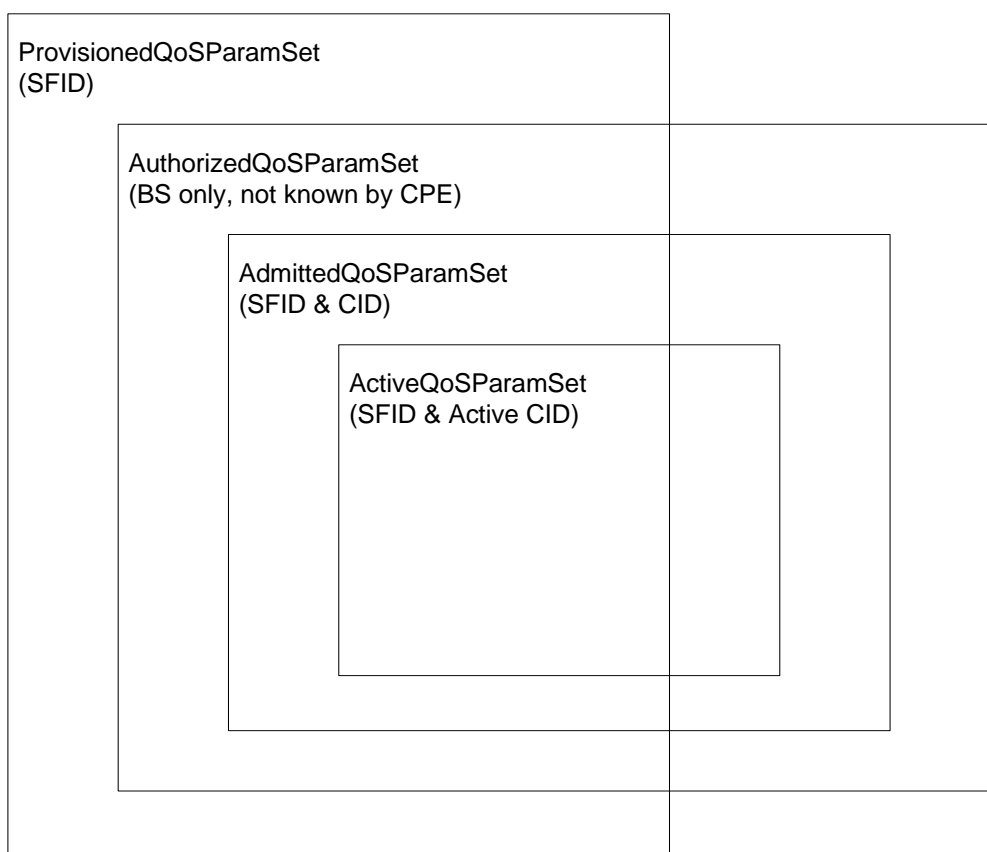 ProvisionedQoSParamSet
(SFID)
AuthorizedQoSParamSet
(BS only, not known by CPE)
AdmittedQoSParamSet
(SFID & CID)
ActiveQoSParamSet
(SFID & Active CID)